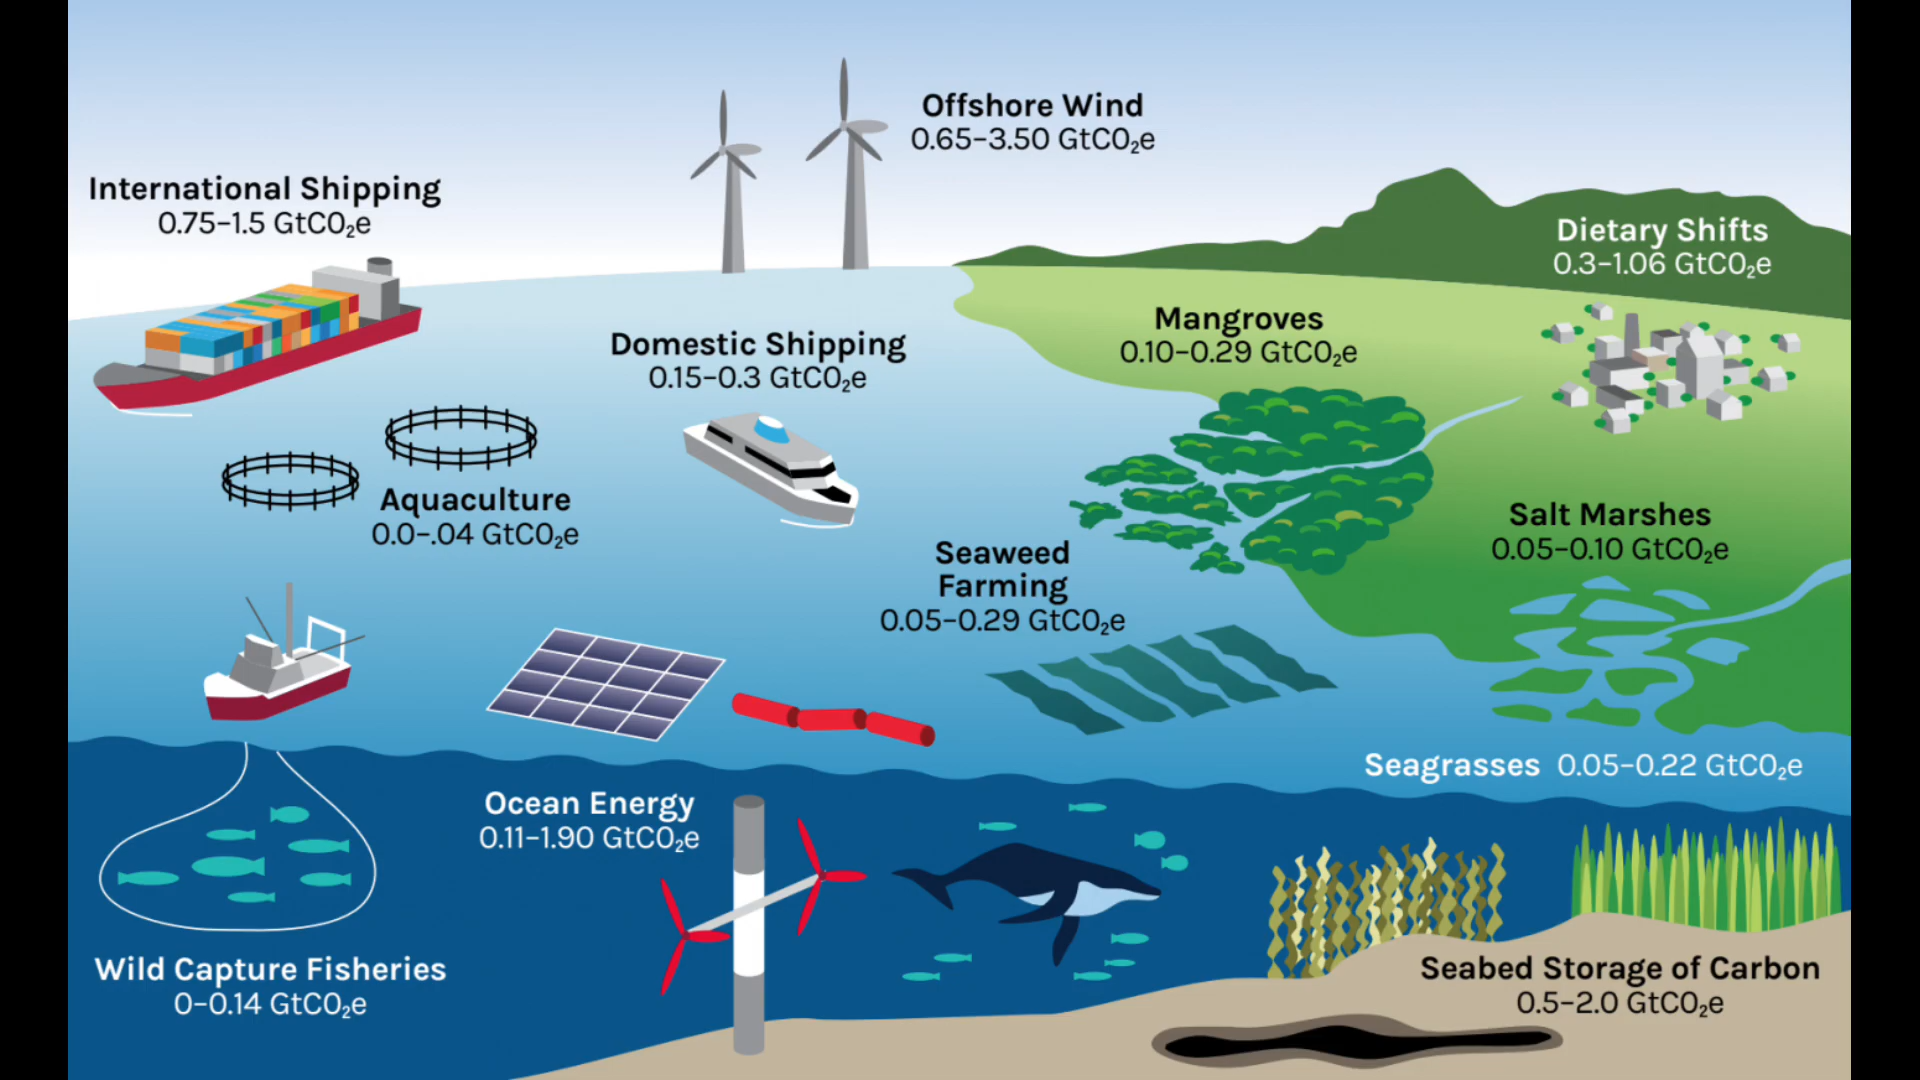 Offshore Wind
0.65–3.50 GtCO₂e
International Shipping
0.75–1.5 GtCO₂e
Dietary Shifts
0.3–1.06 GtCO₂e
Mangroves
0.10–0.29 GtCO₂e
Domestic Shipping
0.15–0.3 GtCO₂e
Aquaculture
0.0–.04 GtCO₂e
Salt Marshes
0.05–0.10 GtCO₂e
Seaweed
Farming
0.05–0.29 GtCO₂e
Seagrasses 0.05–0.22 GtCO₂e
Ocean Energy
0.11–1.90 GtCO₂e
Wild Capture Fisheries
0–0.14 GtCO₂e
Seabed Storage of Carbon
0.5–2.0 GtCO₂e